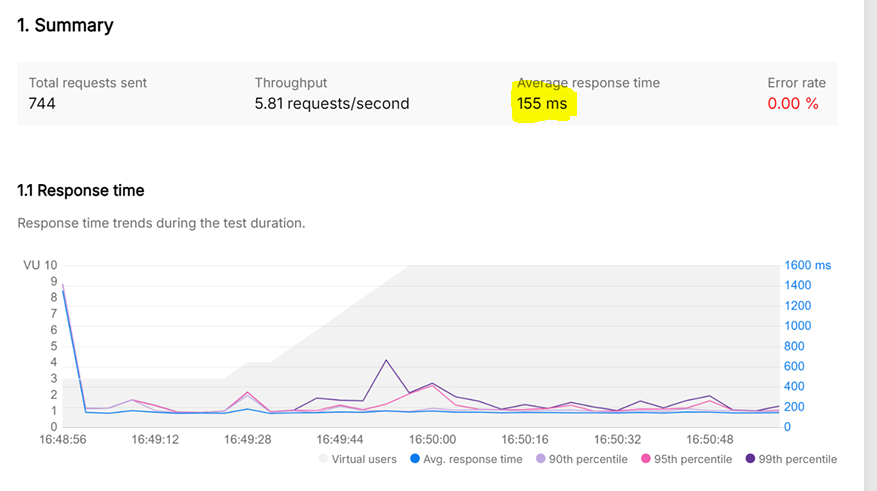 1. Summary
Total requests sent Throughput Average response time Error rate
744 5.81 requests/second 155 ms 0.00 %
1.1 Response time
Response time trends during the test duration.
VU 10 1600 ms
9 1400
8 1200
7
6 1000
5 800
4 600
3 400
2
1 200
0 0
16:48:56 16:49:12 16:49:28 16:49:44 16:50:00 16:50:16 16:50:32 16:50:48
Virtual users Avg. response time 90th percentile 95th percentile 99th percentile